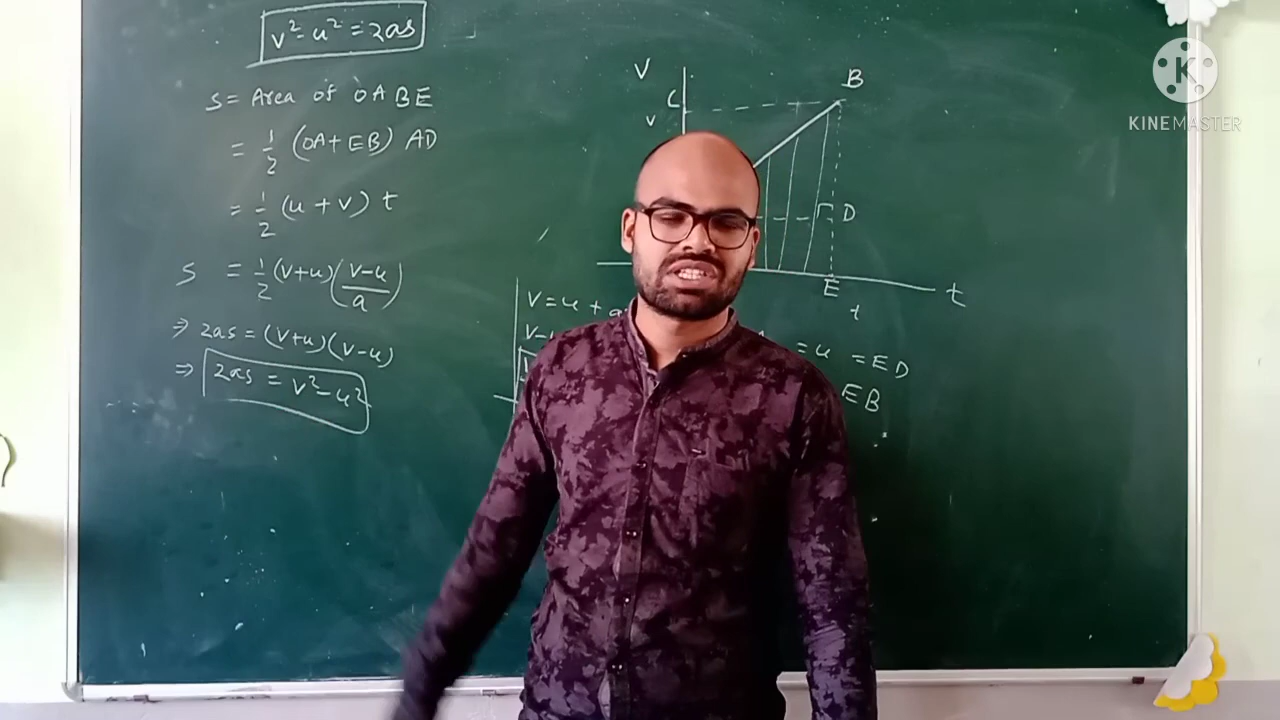 v² - u² = 2as
s = Area of OABE
= 1/2 (OA + EB) AD
= 1/2 (u + v) t
s = 1/2 (v+u) (v-u/a)
⇒ 2as = (v+u)(v-u)
⇒ 2as = v² - u²
V
C
v
B
D
E
t
t
v = u + a
v-
= u = ED
EB
K
KINEMASTER